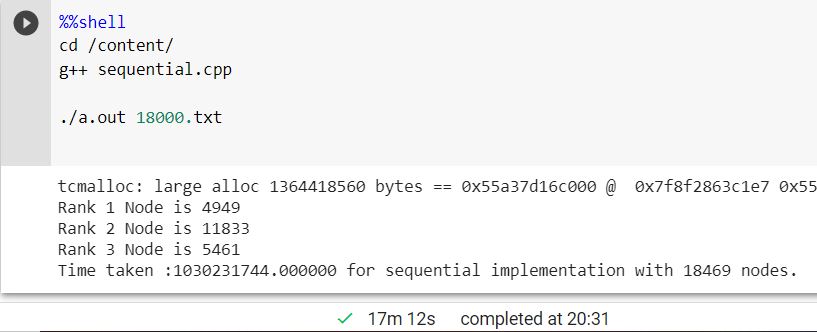 %%shell
cd /content/
g++ sequential.cpp
./a.out 18000.txt
tcmalloc: large alloc 1364418560 bytes == 0x55a37d16c000 @  0x7f8f2863c1e7 0x55
Rank 1 Node is 4949
Rank 2 Node is 11833
Rank 3 Node is 5461
Time taken :1030231744.000000 for sequential implementation with 18469 nodes.
17m 12s completed at 20:31